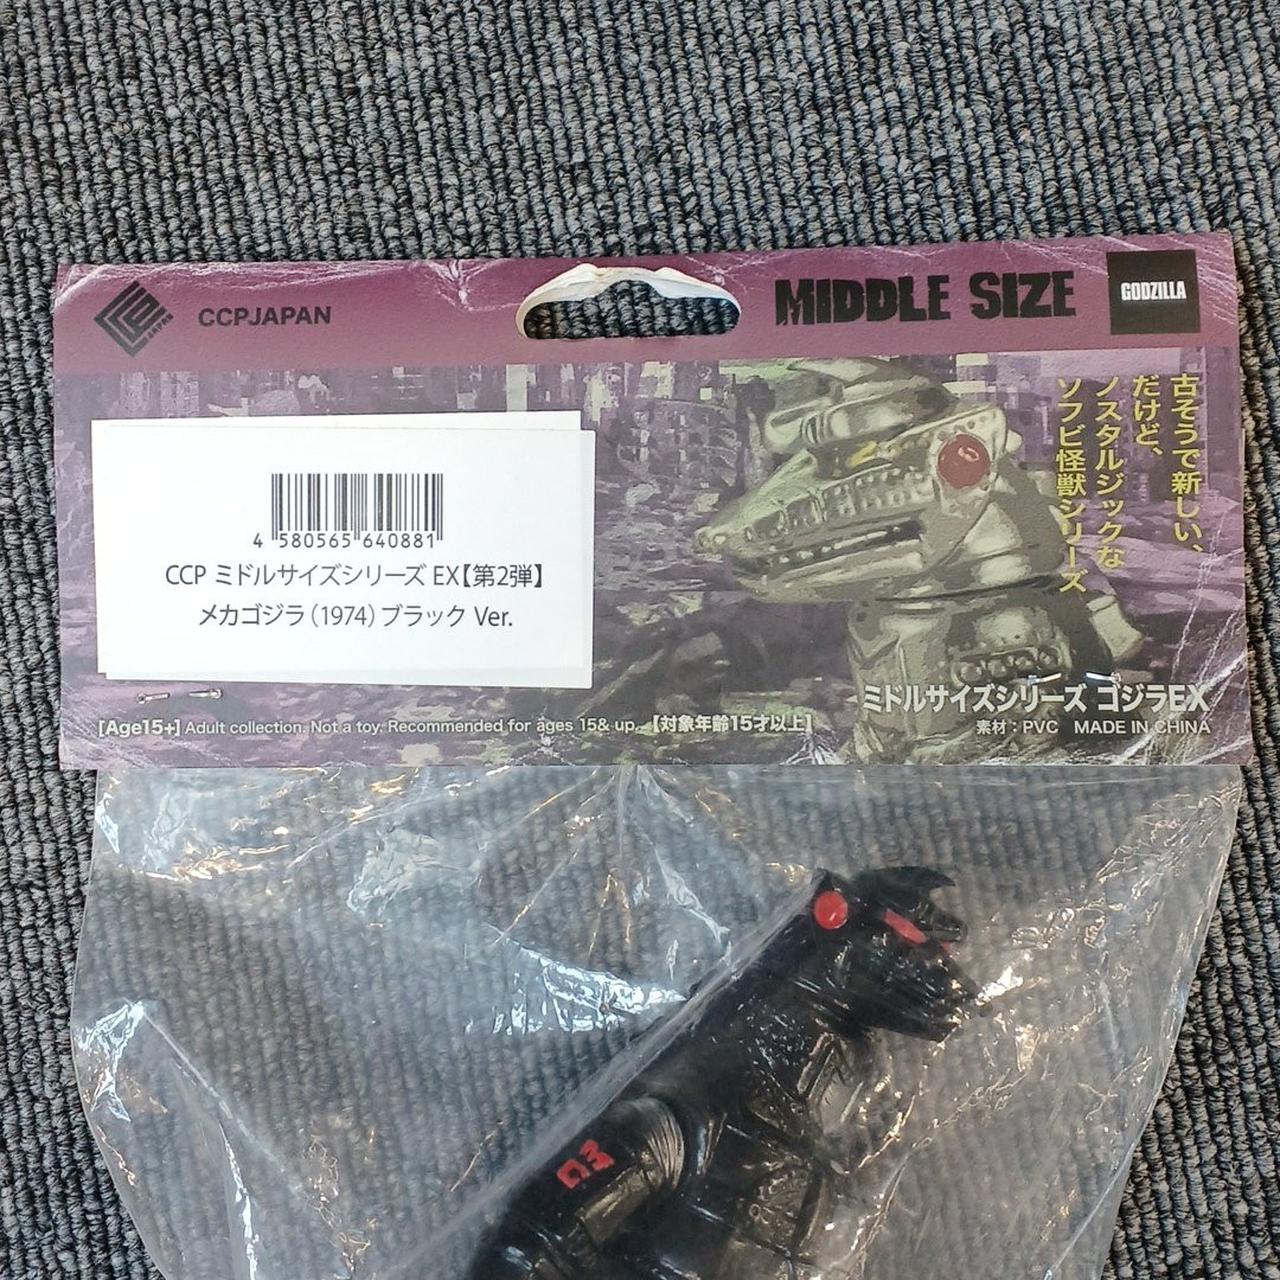 CCPJAPAN
MIDDLE SIZE
GODZILLA
古そうで新しい、
だけど、
ノスタルジックな
ソフビ怪獣シリーズ
4 580565 640881
CCP ミドルサイズシリーズ EX【第2弾】
メカゴジラ（1974）ブラック Ver.
ミドルサイズシリーズ ゴジラEX
素材：PVC MADE IN CHINA
[Age15+] Adult collection. Not a toy. Recommended for ages 15& up. 【対象年齢15才以上】
03